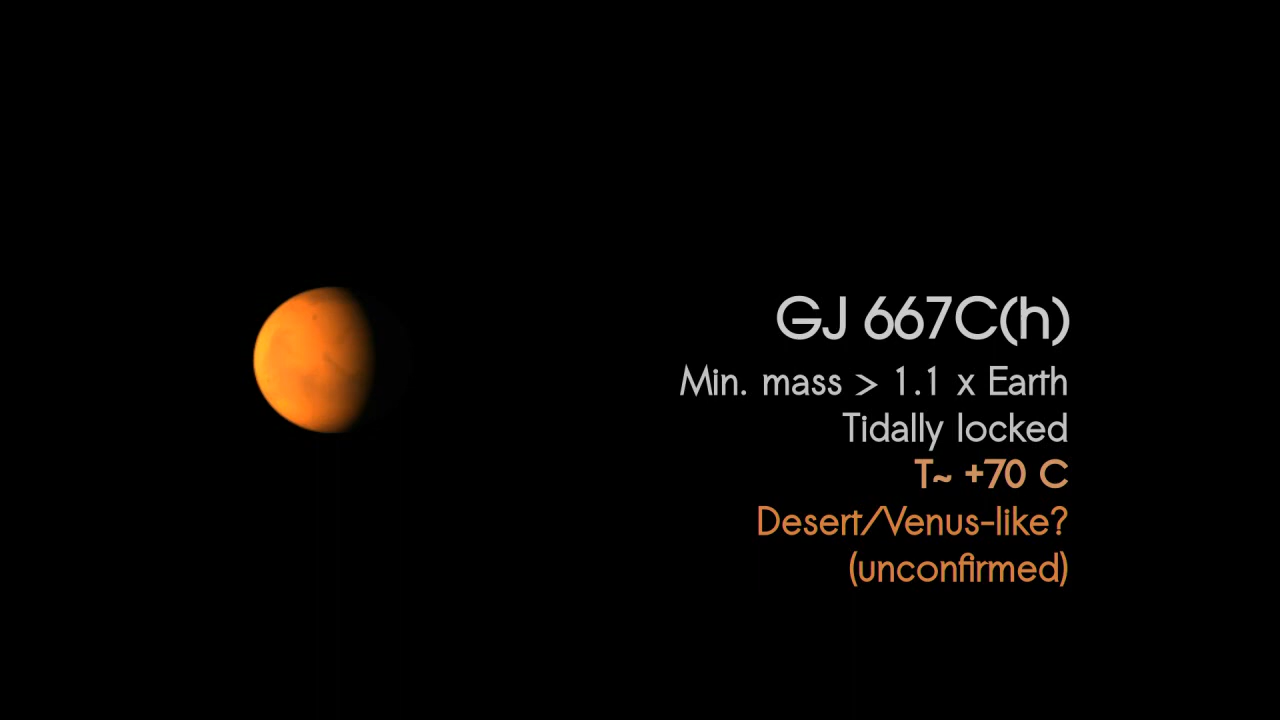 GJ 667C(h)
Min. mass > 1.1 x Earth
Tidally locked
T~ +70 C
Desert/Venus-like?
(unconfirmed)